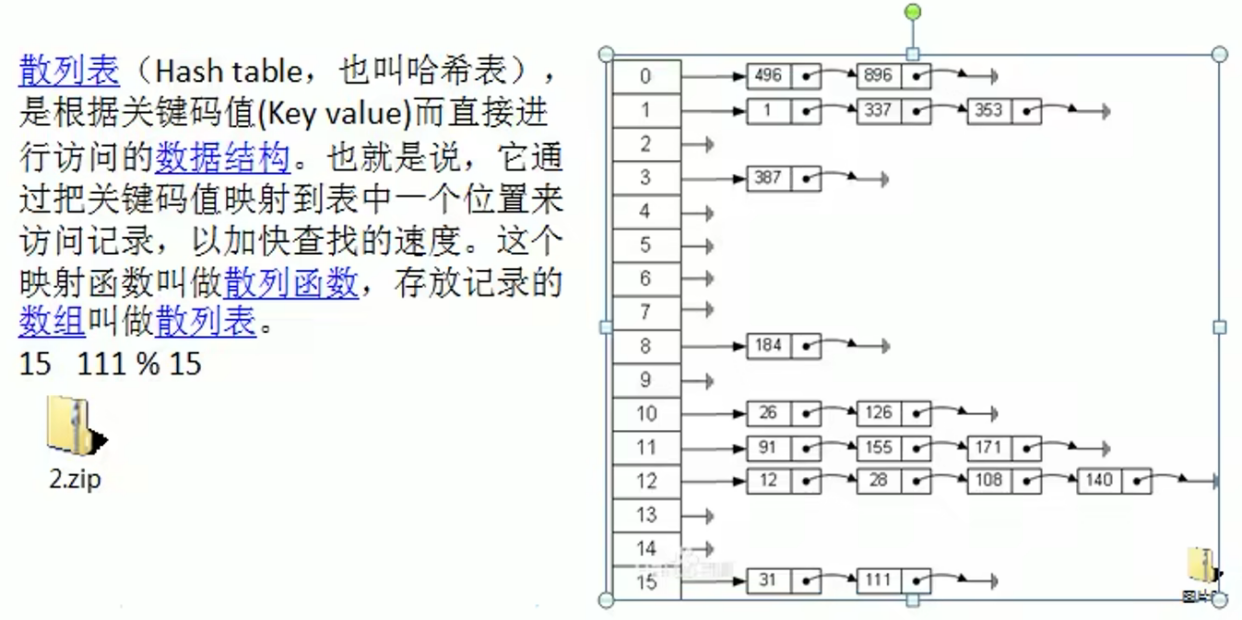 散列表（Hash table，也叫哈希表），
是根据关键码值(Key value)而直接进
行访问的数据结构。也就是说，它通
过把关键码值映射到表中一个位置来
访问记录，以加快查找的速度。这个
映射函数叫做散列函数，存放记录的
数组叫做散列表。
15 111 % 15
2.zip
0 496 896
1 1 337 353
2
3 387
4
5
6
7
8 184
9
10 26 126
11 91 155 171
12 12 28 108 140
13
14
15 31 111